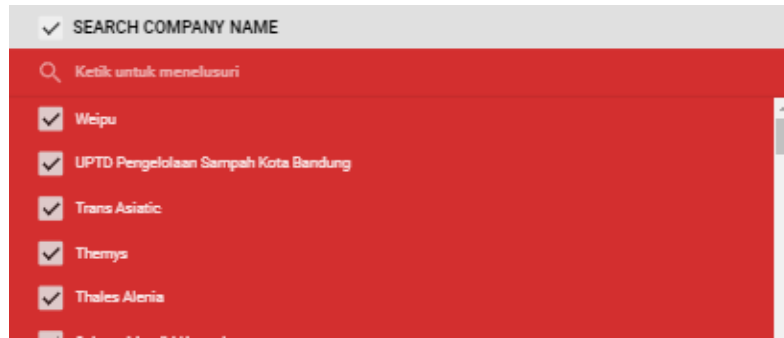 SEARCH COMPANY NAME
Ketik untuk menelusuri
Weipu
UPTD Pengelolaan Sampah Kota Bandung
Trans Asiatic
Themys
Thales Alenia